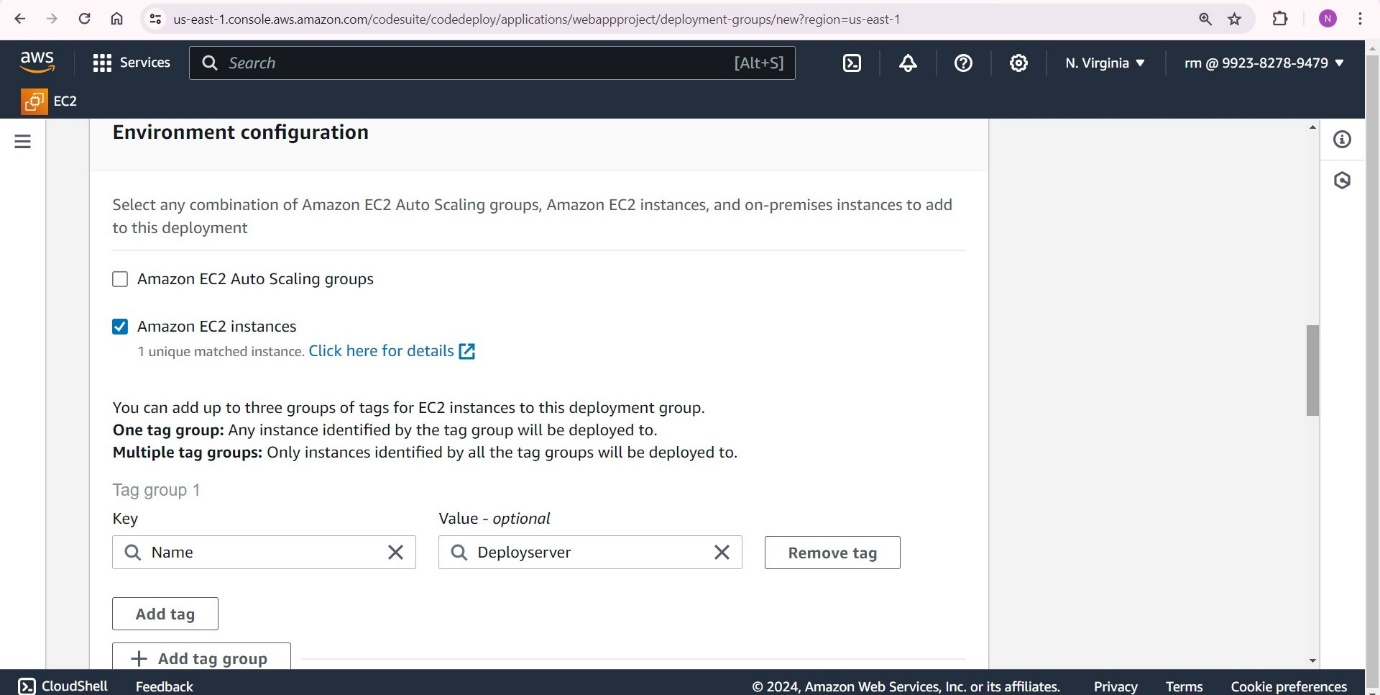 us-east-1.console.aws.amazon.com/codesuite/codedeploy/applications/webappproject/deployment-groups/new?region=us-east-1
N
aws
Services
Search
[Alt+S]
N. Virginia
rm @ 9923-8278-9479
EC2
Environment configuration
Select any combination of Amazon EC2 Auto Scaling groups, Amazon EC2 instances, and on-premises instances to add
to this deployment
Amazon EC2 Auto Scaling groups
Amazon EC2 instances
1 unique matched instance. Click here for details
You can add up to three groups of tags for EC2 instances to this deployment group.
One tag group: Any instance identified by the tag group will be deployed to.
Multiple tag groups: Only instances identified by all the tag groups will be deployed to.
Tag group 1
Key
Value - optional
Name
Deployserver
Remove tag
Add tag
Add tag group
CloudShell
Feedback
© 2024, Amazon Web Services, Inc. or its affiliates.
Privacy
Terms
Cookie preferences